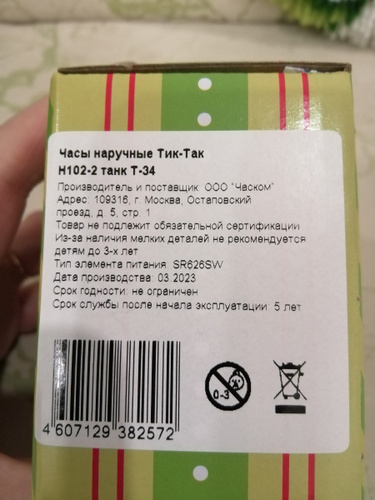 Часы наручные Тик-Так
Н102-2 танк Т-34
Производитель и поставщик ООО "Часком"
Адрес: 109316, г. Москва, Остаповский
проезд, д. 5, стр. 1
Товар не подлежит обязательной сертификации
Из-за наличия мелких деталей не рекомендуется
детям до 3-х лет
Тип элемента питания: SR626SW
Дата производства: 03.2023
Срок годности: не ограничен
Срок службы после начала эксплуатации: 5 лет
0-3
4 607129 382572